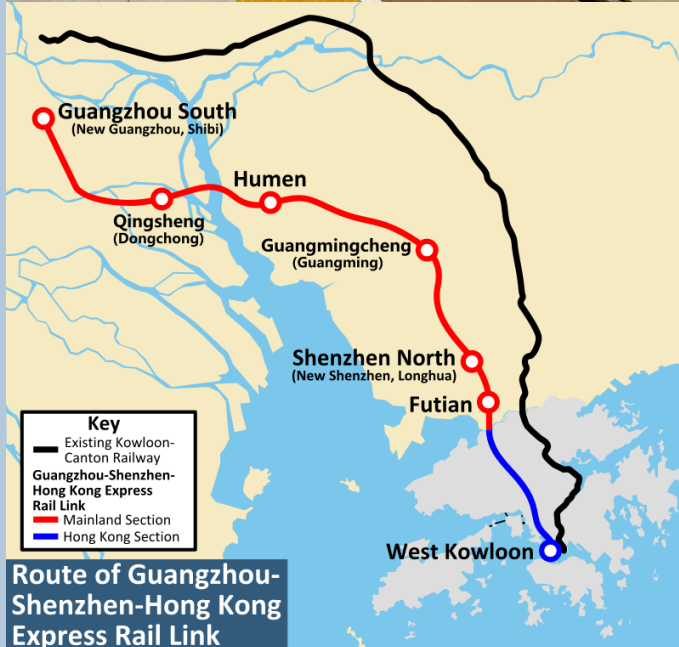 Guangzhou South
(New Guangzhou, Shibi)
Humen
Qingsheng
(Dongchong)
Guangmingcheng
(Guangming)
Shenzhen North
(New Shenzhen, Longhua)
Futian
West Kowloon
Key
Existing Kowloon-
Canton Railway
Guangzhou-Shenzhen-
Hong Kong Express
Rail Link
Mainland Section
Hong Kong Section
Route of Guangzhou-
Shenzhen-Hong Kong
Express Rail Link